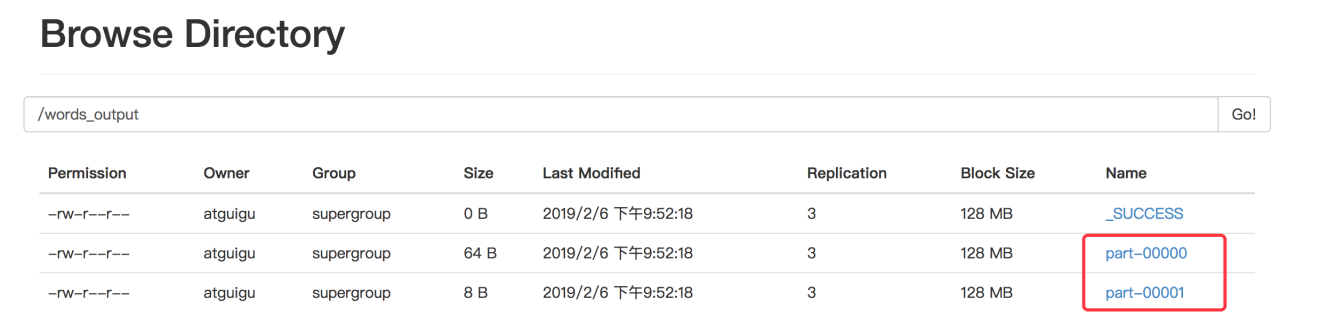 Browse Directory
/words_output Go!
Permission Owner Group Size Last Modified Replication Block Size Name
-rw-r--r-- atguigu supergroup 0 B 2019/2/6 下午9:52:18 3 128 MB _SUCCESS
-rw-r--r-- atguigu supergroup 64 B 2019/2/6 下午9:52:18 3 128 MB part-00000
-rw-r--r-- atguigu supergroup 8 B 2019/2/6 下午9:52:18 3 128 MB part-00001